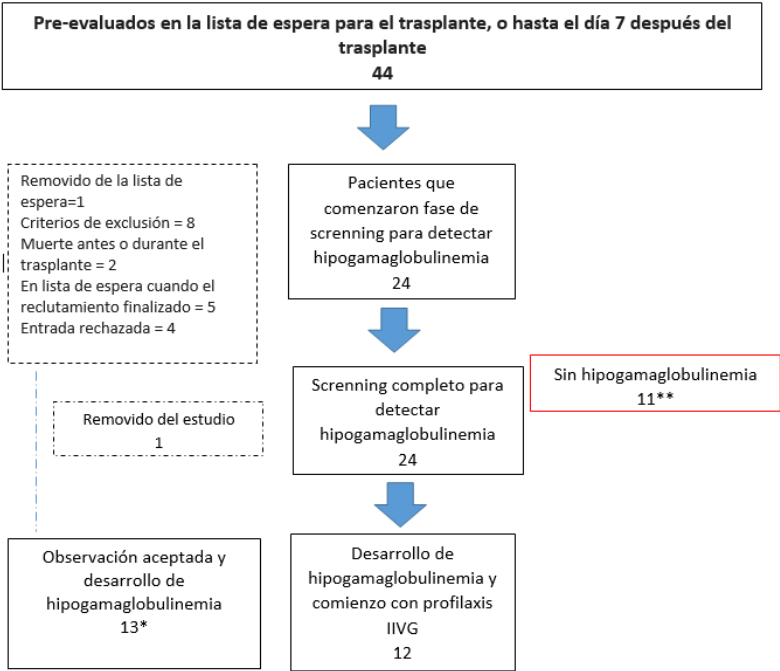 Pre-evaluados en la lista de espera para el trasplante, o hasta el día 7 después del
trasplante
44
Removido de la lista de
espera=1
Criterios de exclusión = 8
Muerte antes o durante el
trasplante = 2
En lista de espera cuando el
reclutamiento finalizado = 5
Entrada rechazada = 4
Pacientes que
comenzaron fase de
screnning para detectar
hipogamaglobulinemia
24
Sin hipogamaglobulinemia
11**
Screnning completo para
detectar
hipogamaglobulinemia
24
Removido del estudio
1
Observación aceptada y
desarrollo de
hipogamaglobulinemia
13*
Desarrollo de
hipogamaglobulinemia y
comienzo con profilaxis
IIVG
12